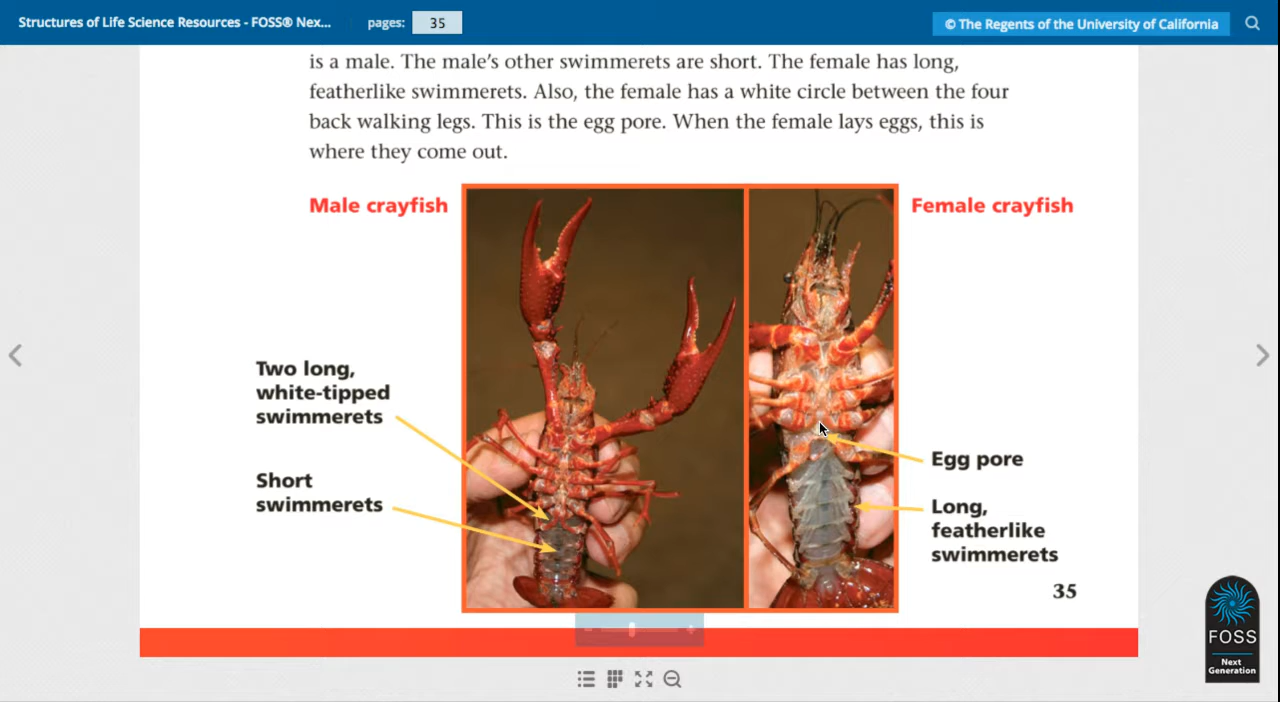 Structures of Life Science Resources - FOSS® Nex...
pages:
35
© The Regents of the University of California
is a male. The male's other swimmerets are short. The female has long,
featherlike swimmerets. Also, the female has a white circle between the four
back walking legs. This is the egg pore. When the female lays eggs, this is
where they come out.
Male crayfish
Female crayfish
Two long,
white-tipped
swimmerets
Short
swimmerets
Egg pore
Long,
featherlike
swimmerets
35
FOSS
Next
Generation